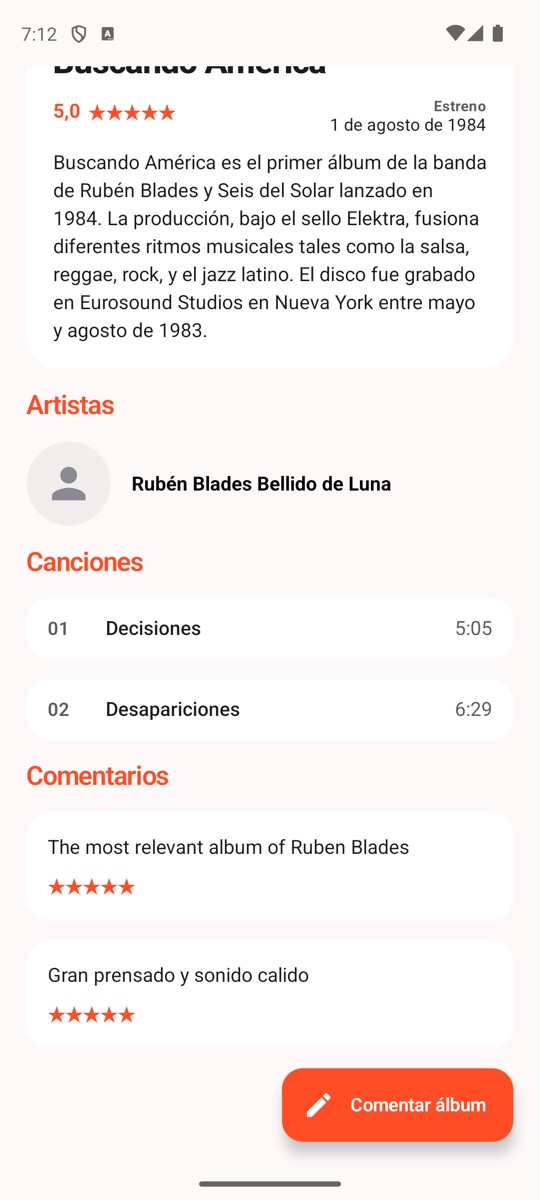 7:12
Buscando América
5,0 ★★★★★
Estreno
1 de agosto de 1984
Buscando América es el primer álbum de la banda
de Rubén Blades y Seis del Solar lanzado en
1984. La producción, bajo el sello Elektra, fusiona
diferentes ritmos musicales tales como la salsa,
reggae, rock, y el jazz latino. El disco fue grabado
en Eurosound Studios en Nueva York entre mayo
y agosto de 1983.
Artistas
Rubén Blades Bellido de Luna
Canciones
01 Decisiones 5:05
02 Desapariciones 6:29
Comentarios
The most relevant album of Ruben Blades
★★★★★
Gran prensado y sonido calido
★★★★★
Comentar álbum